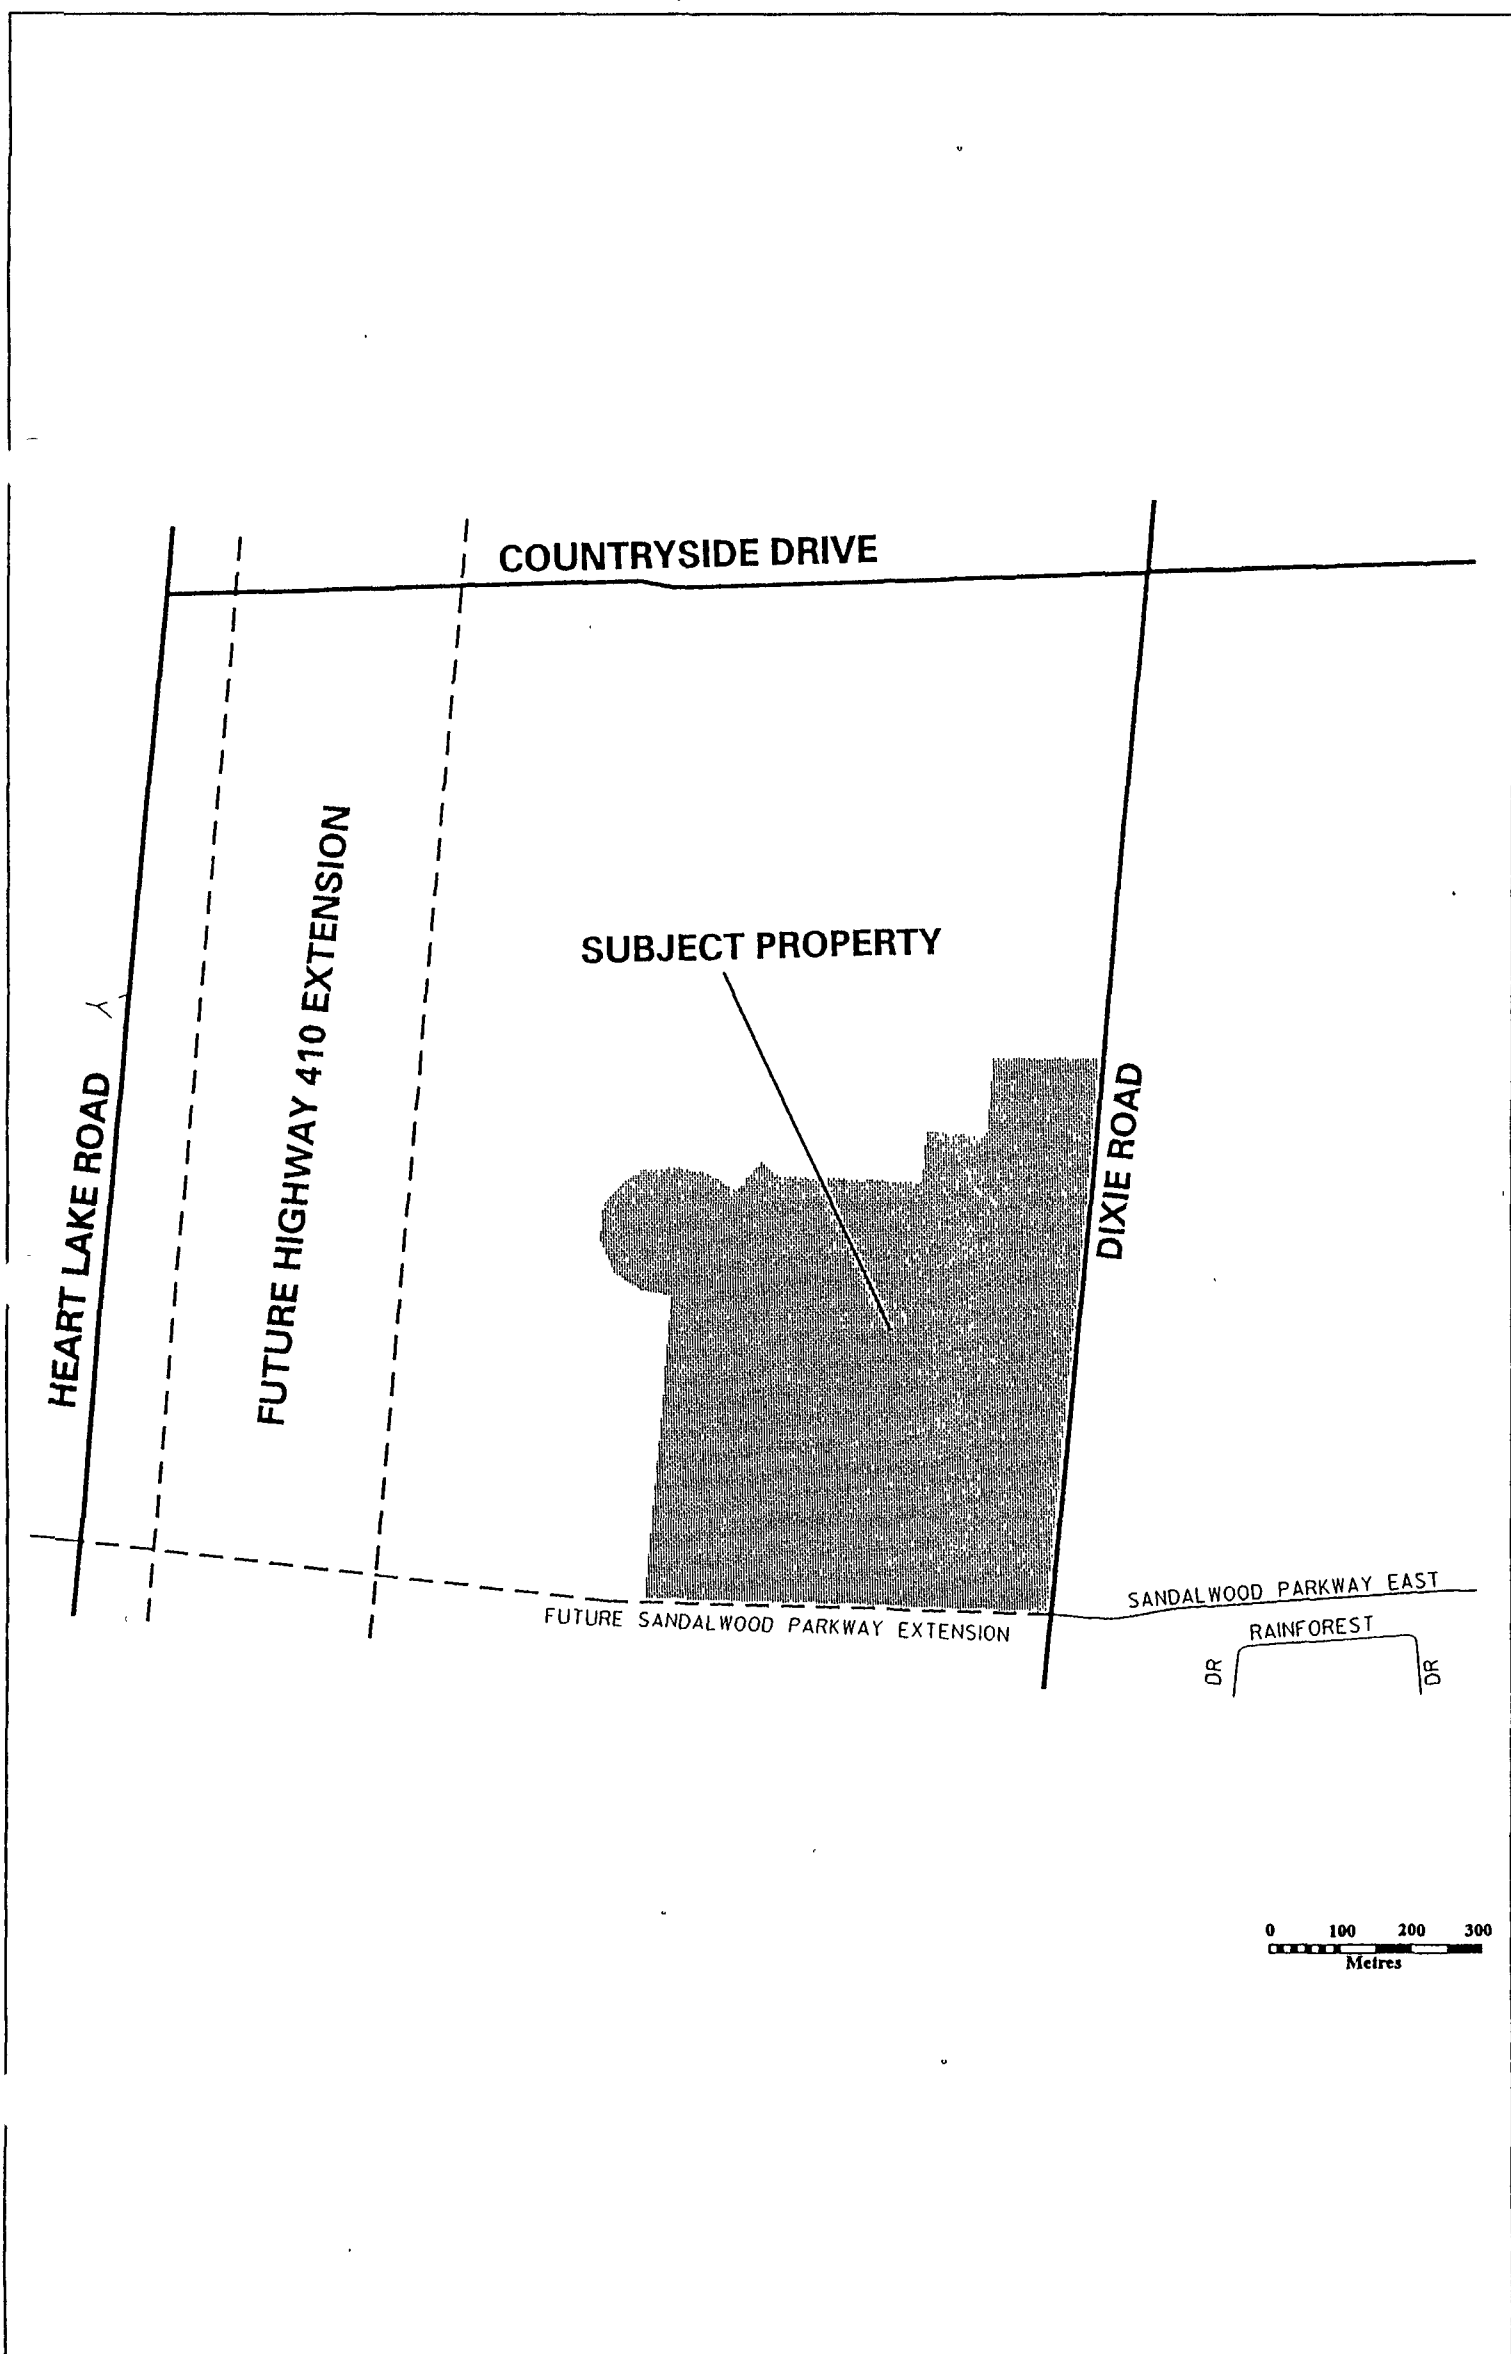 COUNTRYSIDE DRIVE
FUTURE HIGHWAY 410 EXTENSION
SUBJECT PROPERTY
HEART LAKE ROAD
DIXIE ROAD
SANDALWOOD PARKWAY EAST
FUTURE SANDALWOOD PARKWAY EXTENSION
RAINFOREST
DR
DR
0 100 200 300
Metres